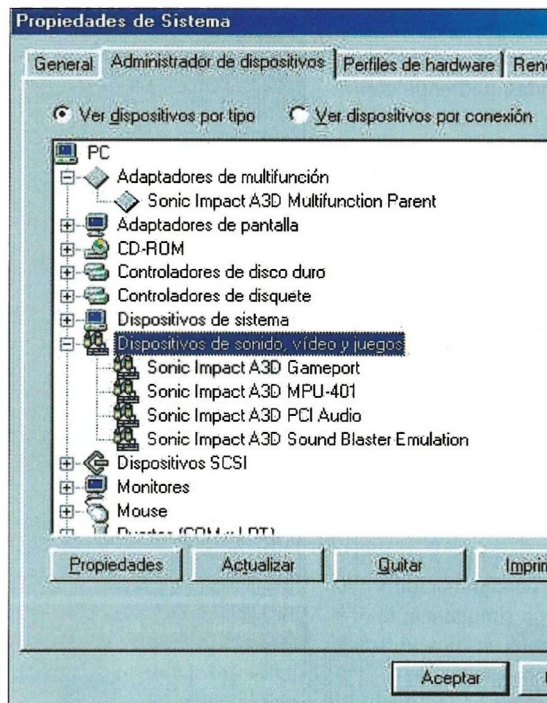 Propiedades de Sistema
General Administrador de dispositivos Perfiles de hardware Ren
Ver dispositivos por tipo Ver dispositivos por conexión
PC
Adaptadores de multifunción
Sonic Impact A3D Multifunction Parent
Adaptadores de pantalla
CD-ROM
Controladores de disco duro
Controladores de disquete
Dispositivos de sistema
Dispositivos de sonido, vídeo y juegos
Sonic Impact A3D Gameport
Sonic Impact A3D MPU-401
Sonic Impact A3D PCI Audio
Sonic Impact A3D Sound Blaster Emulation
Dispositivos SCSI
Monitores
Mouse
Propiedades Actualizar Quitar Imprim
Aceptar